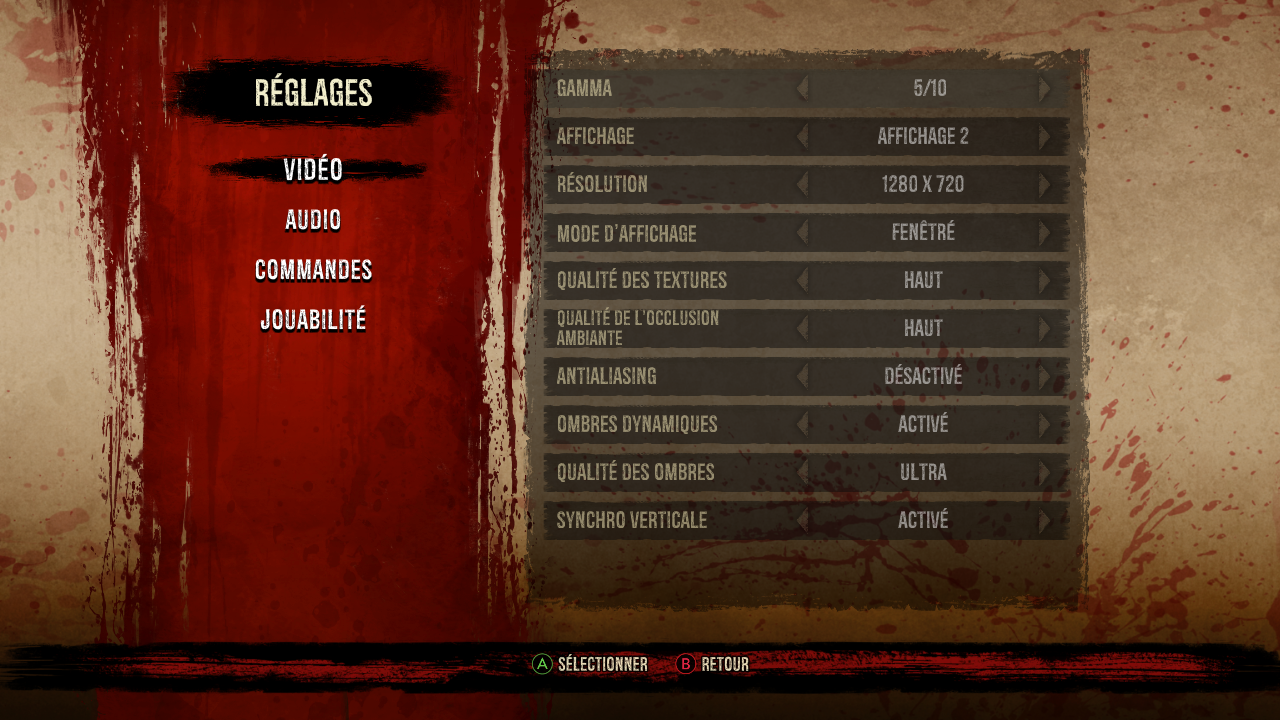 RÉGLAGES
VIDÉO
AUDIO
COMMANDES
JOUABILITÉ
GAMMA 5/10
AFFICHAGE AFFICHAGE 2
RÉSOLUTION 1280 X 720
MODE D'AFFICHAGE FENÊTRÉ
QUALITÉ DES TEXTURES HAUT
QUALITÉ DE L'OCCLUSION
AMBIANTE HAUT
ANTIALIASING DÉSACTIVÉ
OMBRES DYNAMIQUES ACTIVÉ
QUALITÉ DES OMBRES ULTRA
SYNCHRO VERTICALE ACTIVÉ
A SÉLECTIONNER B RETOUR